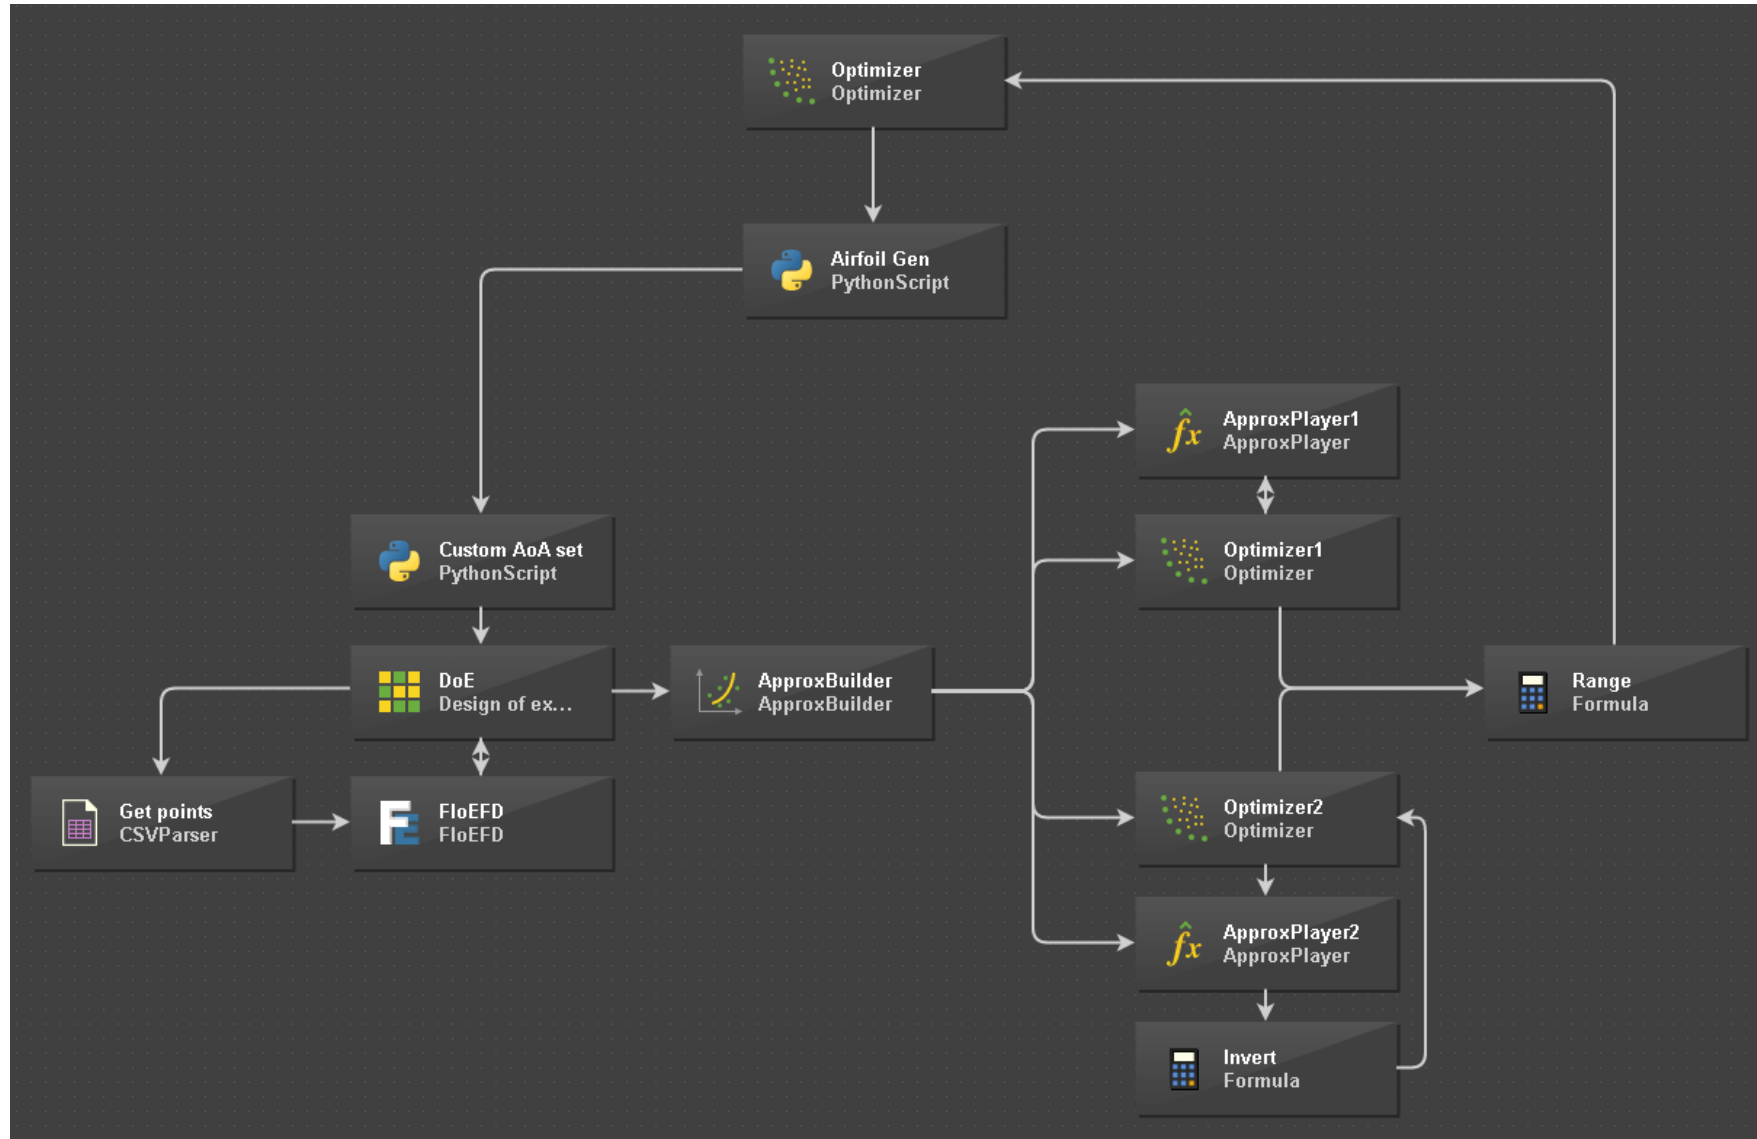 Optimizer
Optimizer
Airfoil Gen
PythonScript
ApproxPlayer1
ApproxPlayer
Custom AoA set
PythonScript
Optimizer1
Optimizer
DoE
Design of ex...
ApproxBuilder
ApproxBuilder
Range
Formula
Get points
CSVParser
FloEFD
FloEFD
Optimizer2
Optimizer
ApproxPlayer2
ApproxPlayer
Invert
Formula